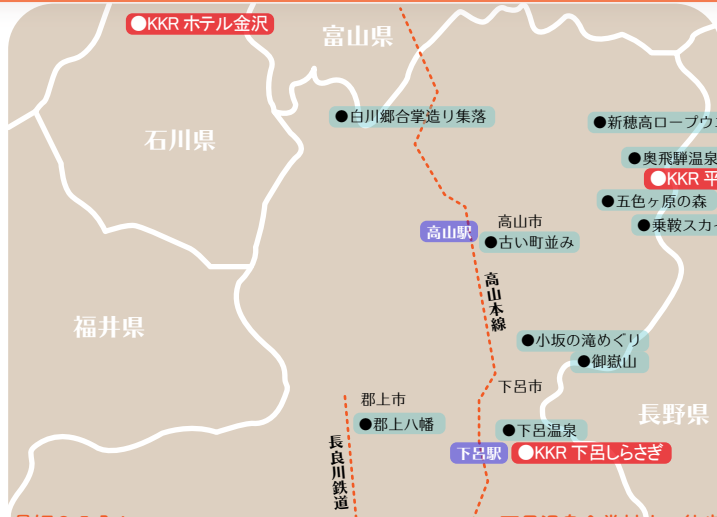 ●KKR ホテル金沢
富山県
●白川郷合掌造り集落
●新穂高ロープウ
石川県
●奥飛騨温泉
●KKR 平
●五色ヶ原の森
高山市
●乗鞍スカ
高山駅
●古い町並み
高山本線
福井県
●小坂の滝めぐり
●御嶽山
下呂市
郡上市
長野県
●郡上八幡
●下呂温泉
長良川鉄道
下呂駅
●KKR 下呂しらさぎ